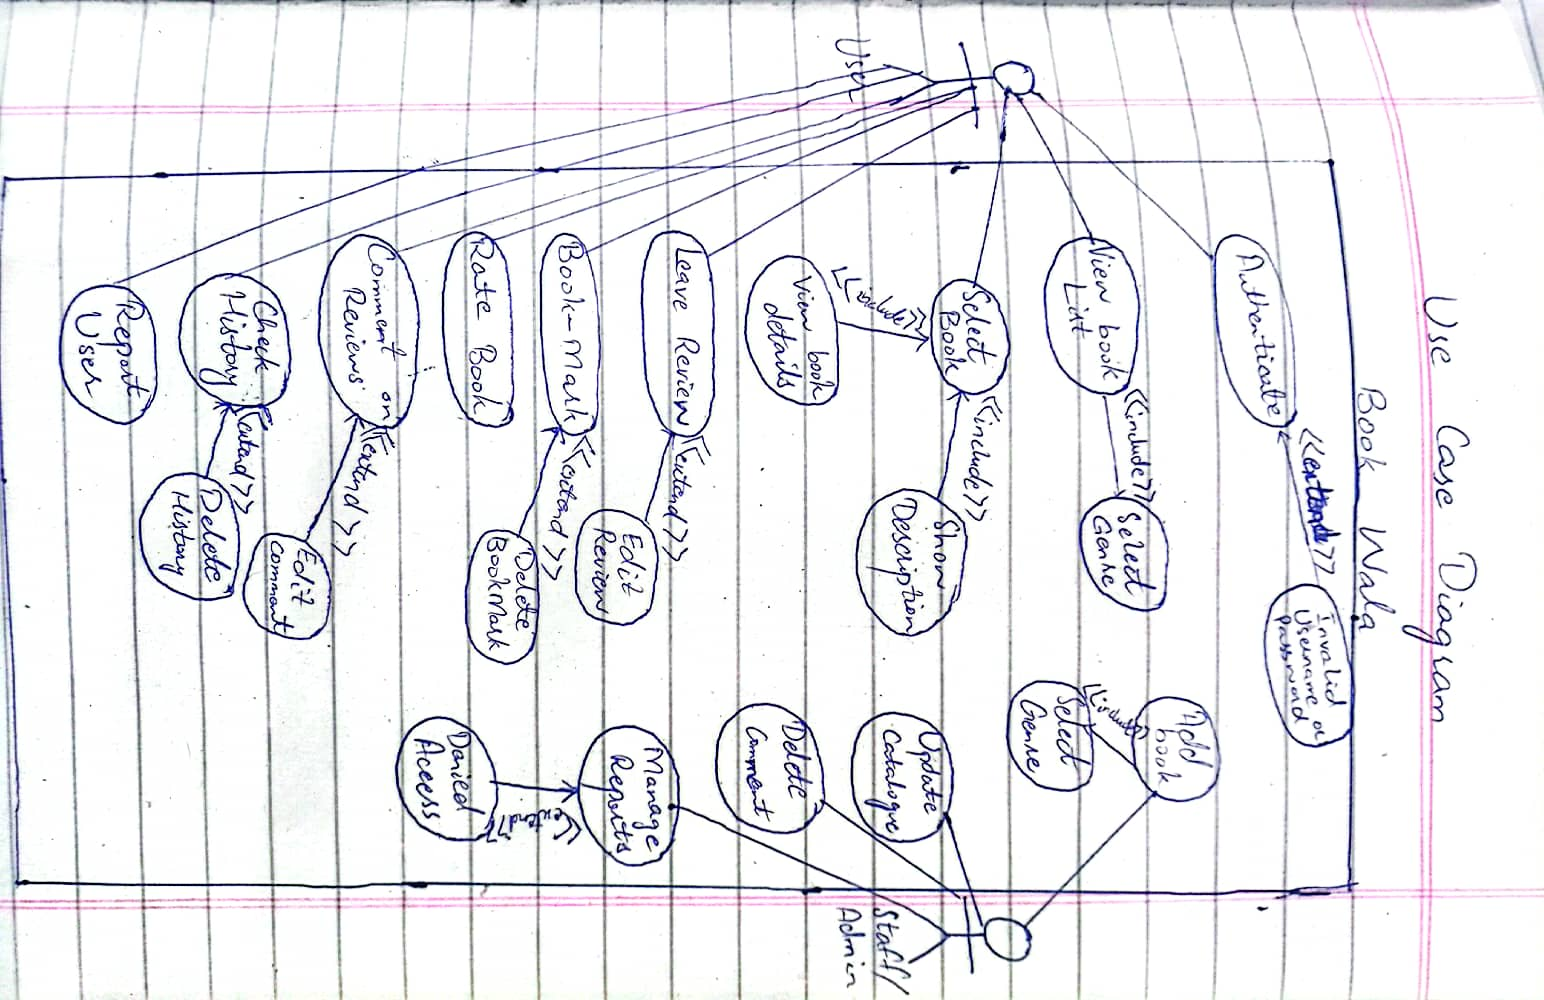 Use Case Diagram
Book Wala
User
Authenticate
<<extend>>
Invalid
Username or
password
View book
List
<<include>>
Select
Genre
Select
Book
<<include>>
Show
Description
<<include>>
View book
details
Leave Review
<<extend>>
Edit
Review
Book-Mark
<<extend>>
Delete
BookMark
Rate Book
Comment on
Reviews
<<extend>>
Edit
Comment
Check
History
<<extend>>
Delete
History
Report
User
Add
book
<<include>>
Select
Genre
Update
Catalogue
Delete
Comment
Manage
Reports
<<extend>>
Denied
Access
Staff/
Admin